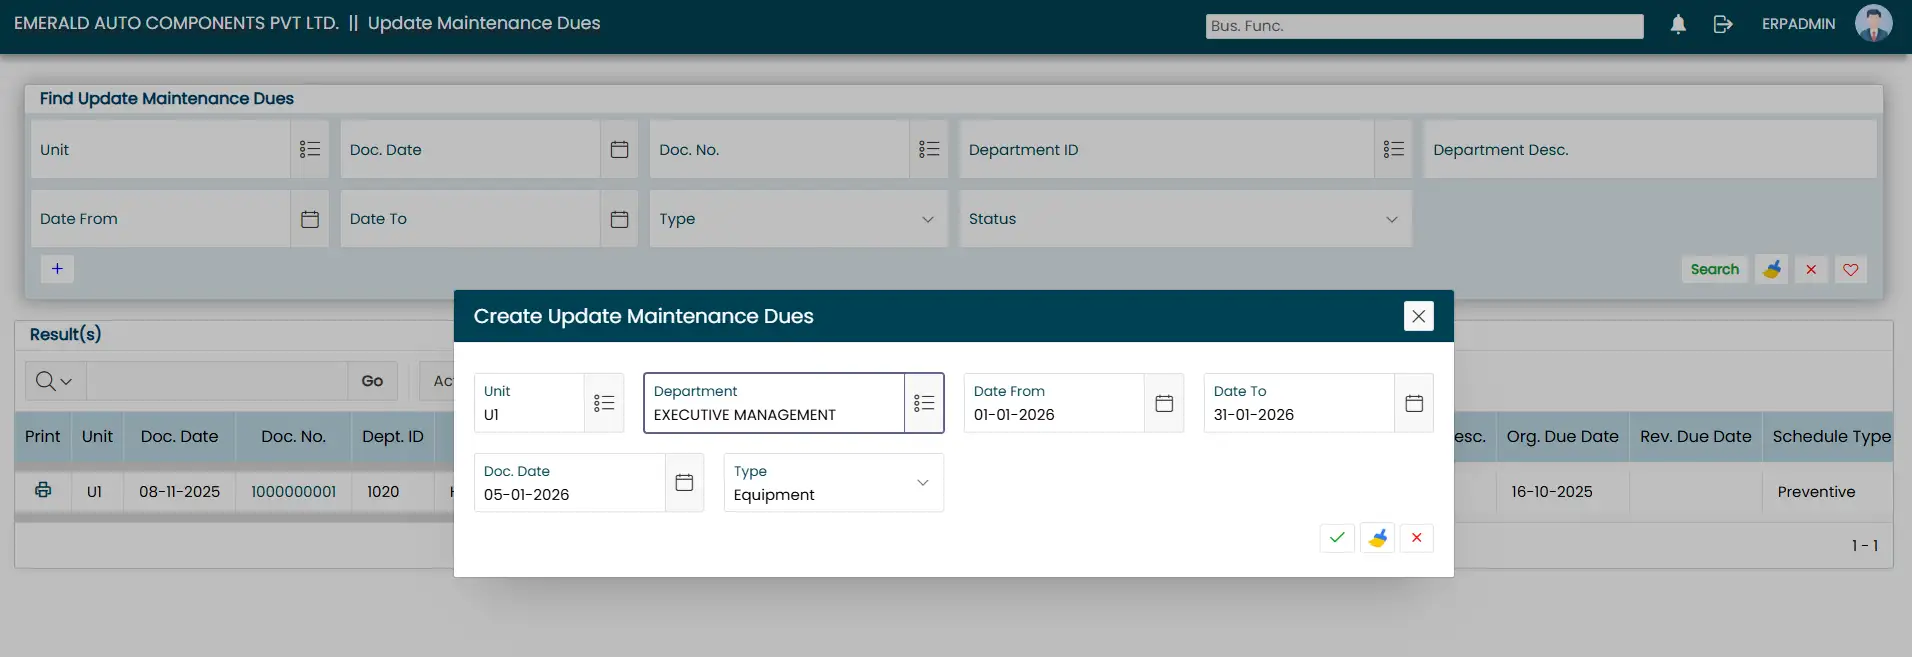 EMERALD AUTO COMPONENTS PVT LTD. || Update Maintenance Dues
Bus. Func.
ERPADMIN
Find Update Maintenance Dues
Unit
Doc. Date
Doc. No.
Department ID
Department Desc.
Date From
Date To
Type
Status
+
Search
Result(s)
Go
Ac
Create Update Maintenance Dues
Unit
U1
Department
EXECUTIVE MANAGEMENT
Date From
01-01-2026
Date To
31-01-2026
Doc. Date
05-01-2026
Type
Equipment
Print Unit Doc. Date Doc. No. Dept. ID esc. Org. Due Date Rev. Due Date Schedule Type
U1 08-11-2025 1000000001 1020 16-10-2025 Preventive
1 - 1